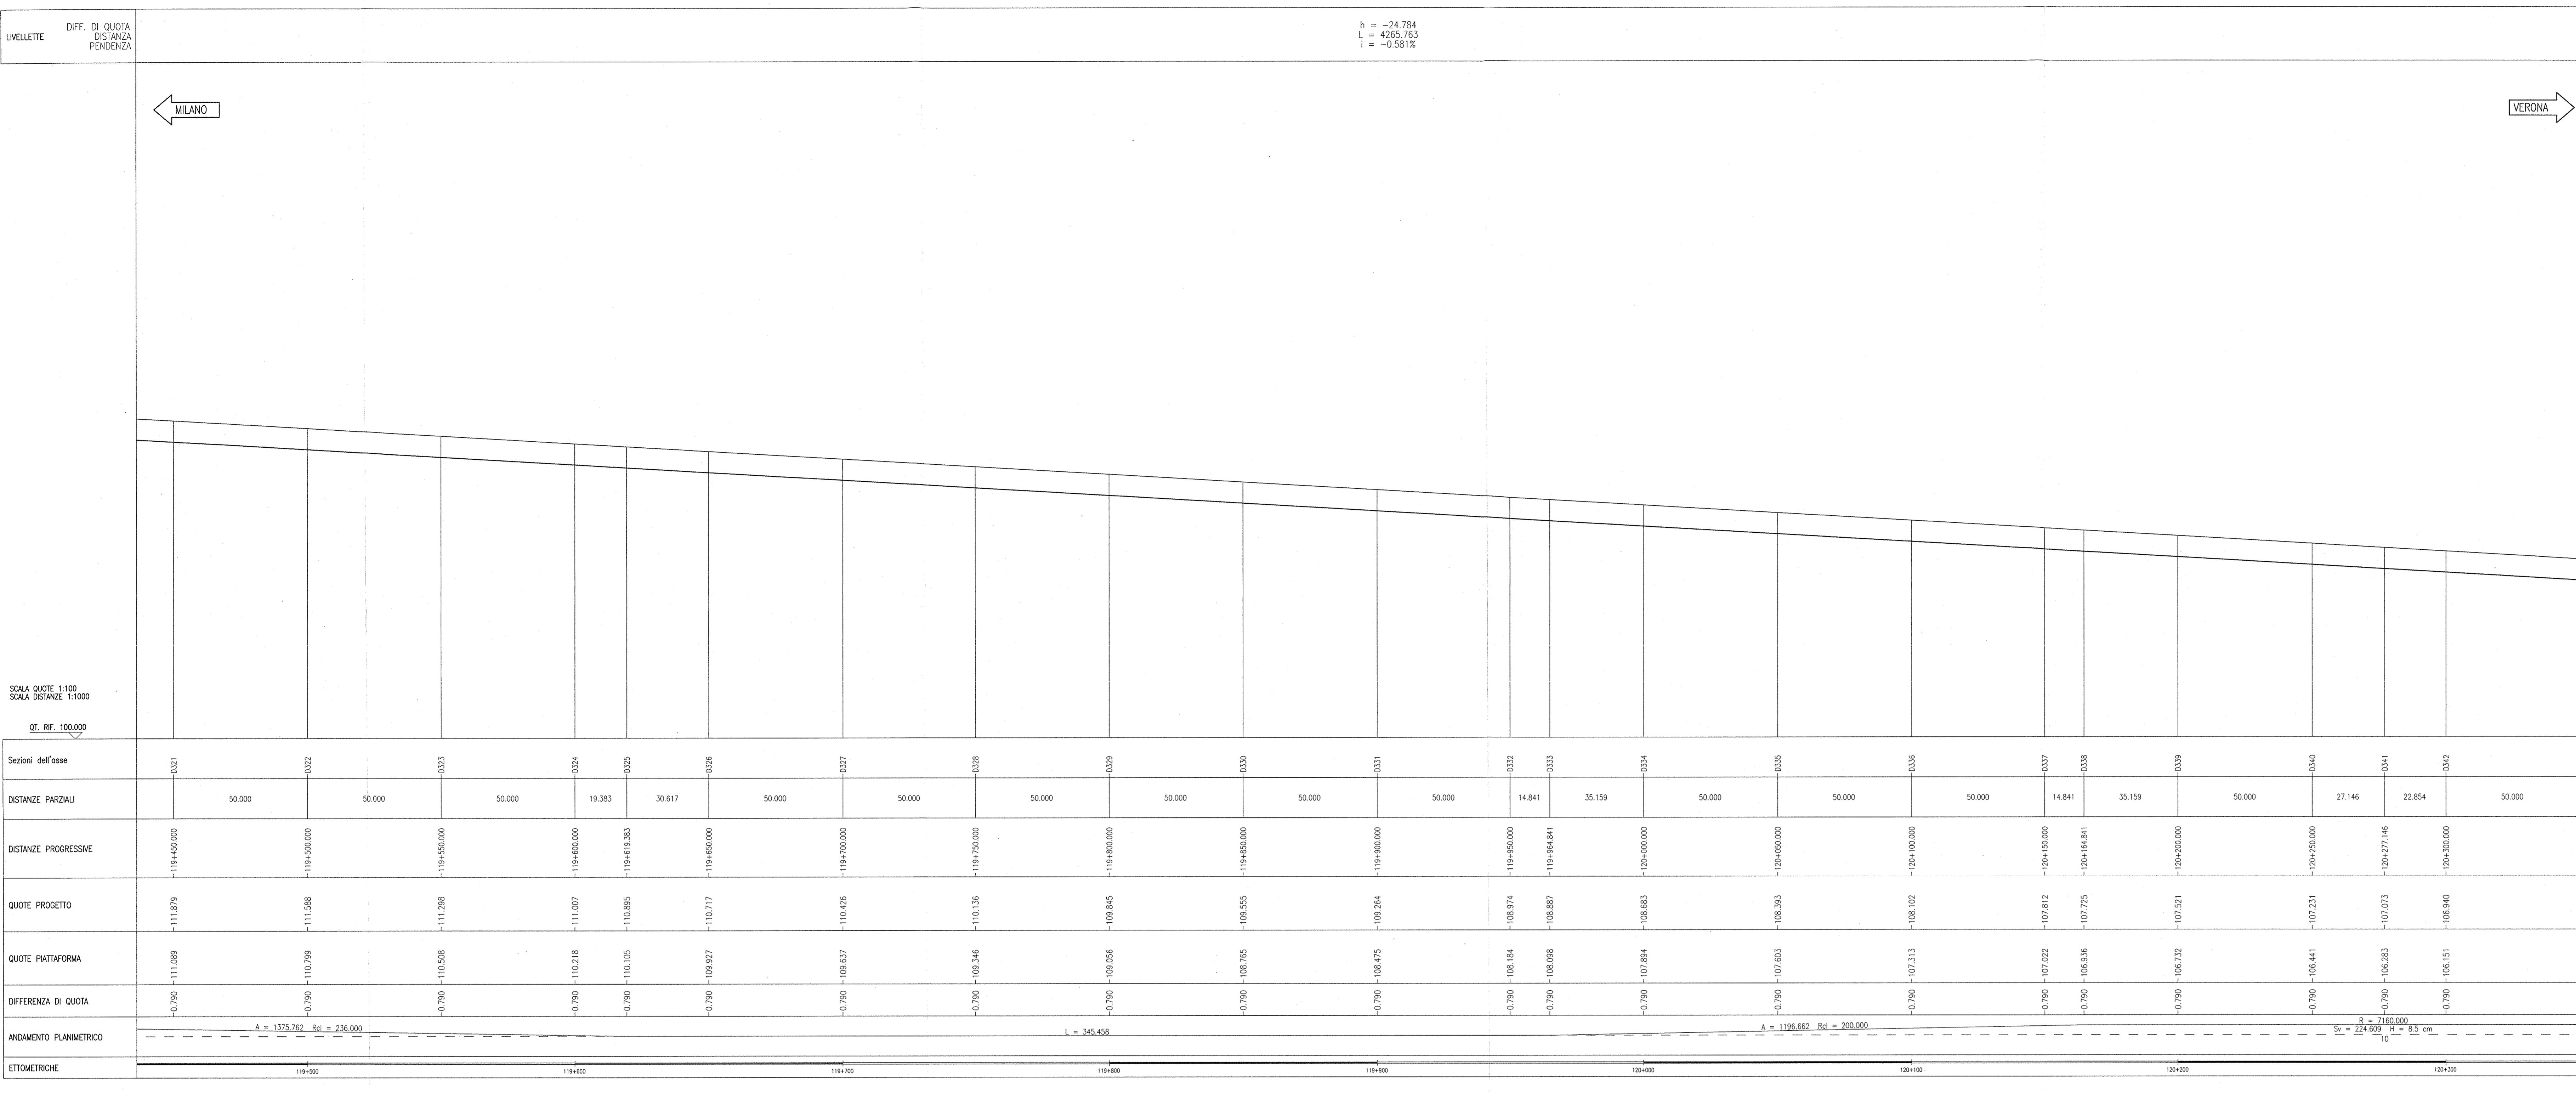 LIVELLETTE
DIFF. DI QUOTA
DISTANZA
PENDENZA
h = -24.784
L = 4265.763
i = -0.581%
MILANO
VERONA
SCALA QUOTE 1:100
SCALA DISTANZE 1:1000
QT. RIF. 100.000
Sezioni dell'asse D321 D322 D323 D324 D325 D326 D327 D328 D329 D330 D331 D332 D333 D334 D335 D336 D337 D338 D339 D340 D341 D342
DISTANZE PARZIALI 50.000 50.000 50.000 19.383 30.617 50.000 50.000 50.000 50.000 50.000 50.000 14.841 35.159 50.000 50.000 50.000 14.841 35.159 50.000 27.146 22.854 50.000
DISTANZE PROGRESSIVE 119+450.000 119+500.000 119+550.000 119+600.000 119+619.383 119+650.000 119+700.000 119+750.000 119+800.000 119+850.000 119+900.000 119+950.000 119+964.841 120+000.000 120+050.000 120+100.000 120+150.000 120+164.841 120+200.000 120+250.000 120+277.146 120+300.000
QUOTE PROGETTO 111.879 111.588 111.298 111.007 110.895 110.717 110.426 110.136 109.845 109.555 109.264 108.974 108.887 108.683 108.393 108.102 107.812 107.725 107.521 107.231 107.073 106.940
QUOTE PIATTAFORMA 111.089 110.799 110.508 110.218 110.105 109.927 109.637 109.346 109.056 108.765 108.475 108.184 108.098 107.894 107.603 107.313 107.022 106.936 106.732 106.441 106.283 106.151
DIFFERENZA DI QUOTA 0.790 0.790 0.790 0.790 0.790 0.790 0.790 0.790 0.790 0.790 0.790 0.790 0.790 0.790 0.790 0.790 0.790 0.790 0.790 0.790 0.790 0.790
ANDAMENTO PLANIMETRICO
A = 1375.762 Rcl = 236.000
L = 345.458
A = 1196.662 Rcl = 200.000
R = 7160.000
Sv = 224.609 H = 8.5 cm
10
ETTOMETRICHE
119+500 119+600 119+700 119+800 119+900 120+000 120+100 120+200 120+300